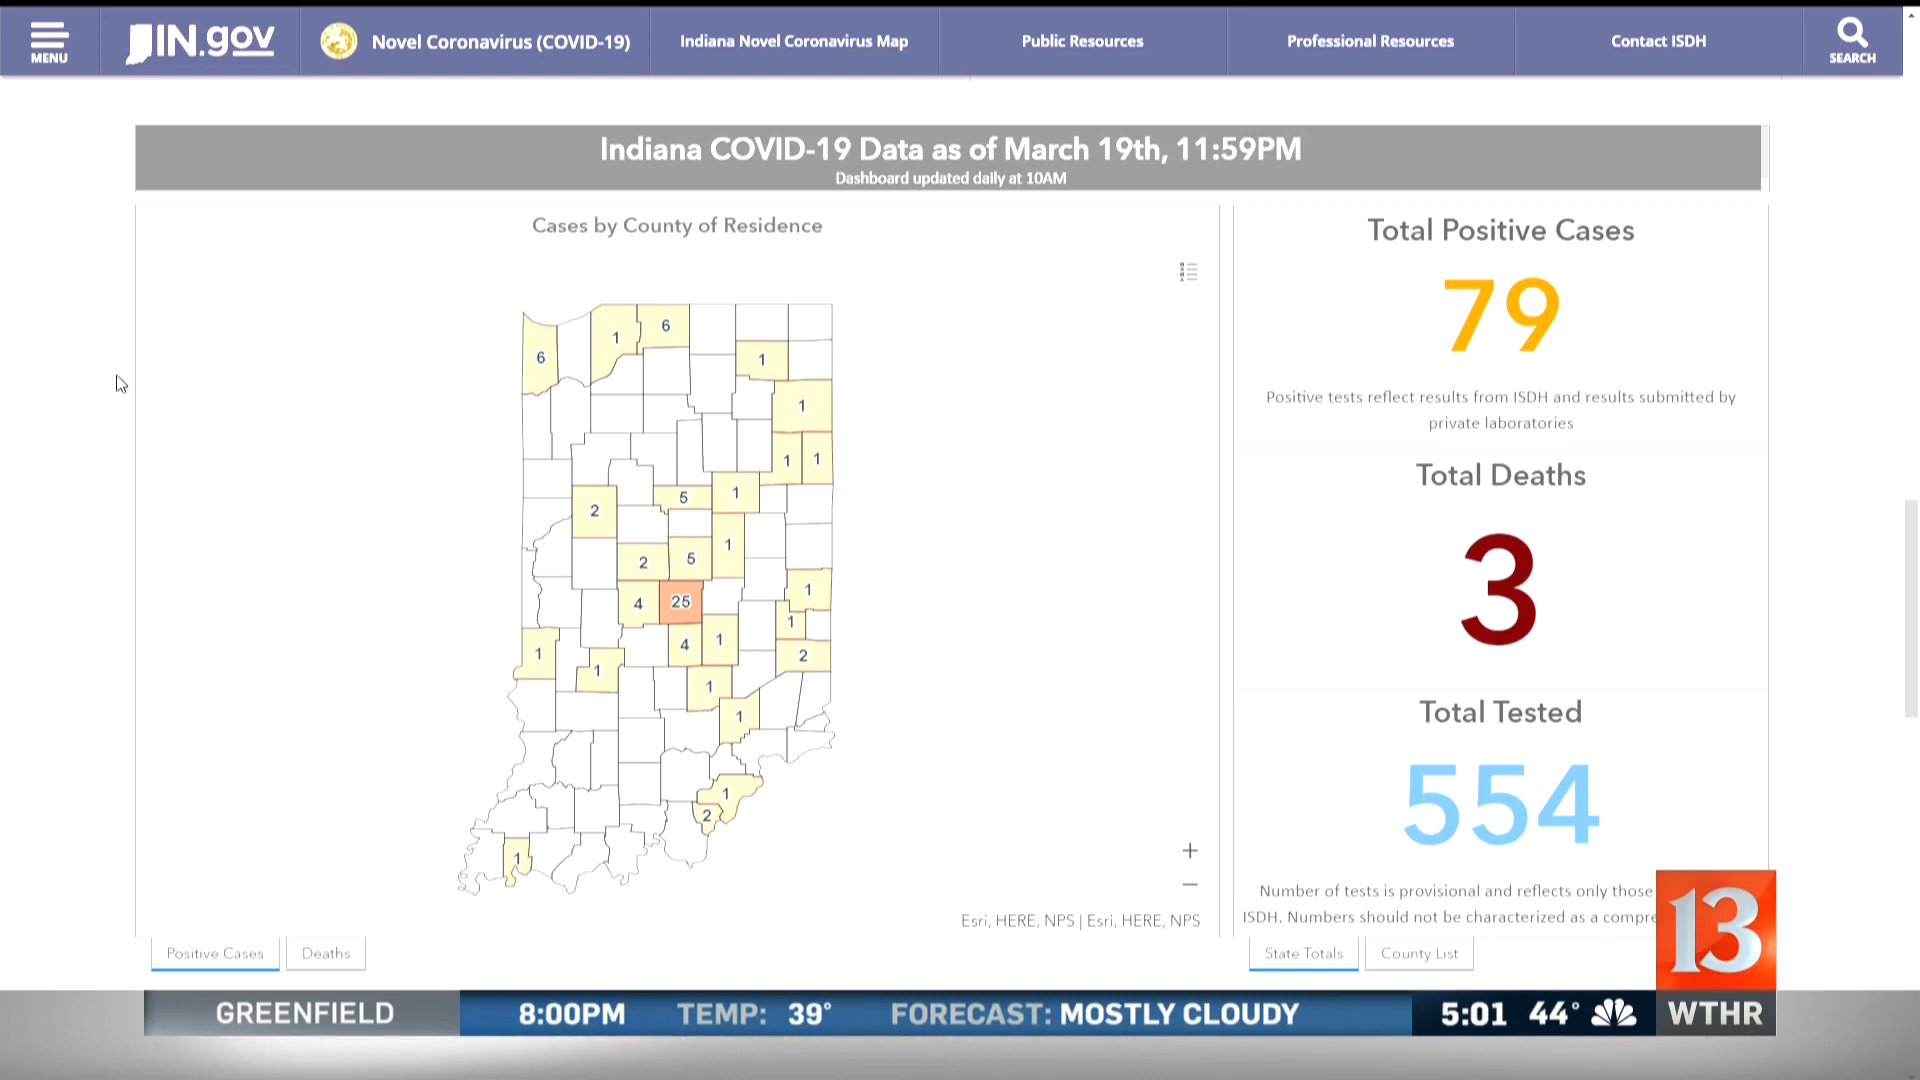 MENU
IN.gov
Novel Coronavirus (COVID-19)
Indiana Novel Coronavirus Map
Public Resources
Professional Resources
Contact ISDH
SEARCH
Indiana COVID-19 Data as of March 19th, 11:59PM
Dashboard updated daily at 10AM
Cases by County of Residence
6
1
6
1
1
1
1
5
1
2
1
2
5
4
25
1
1
4
1
2
1
1
1
1
1
2
1
Esri, HERE, NPS | Esri, HERE, NPS
Positive Cases
Deaths
Total Positive Cases
79
Positive tests reflect results from ISDH and results submitted by
private laboratories
Total Deaths
3
Total Tested
554
Number of tests is provisional and reflects only those
ISDH. Numbers should not be characterized as a compre
State Totals
County List
13
WTHR
GREENFIELD
8:00PM TEMP: 39° FORECAST: MOSTLY CLOUDY
5:01 44°